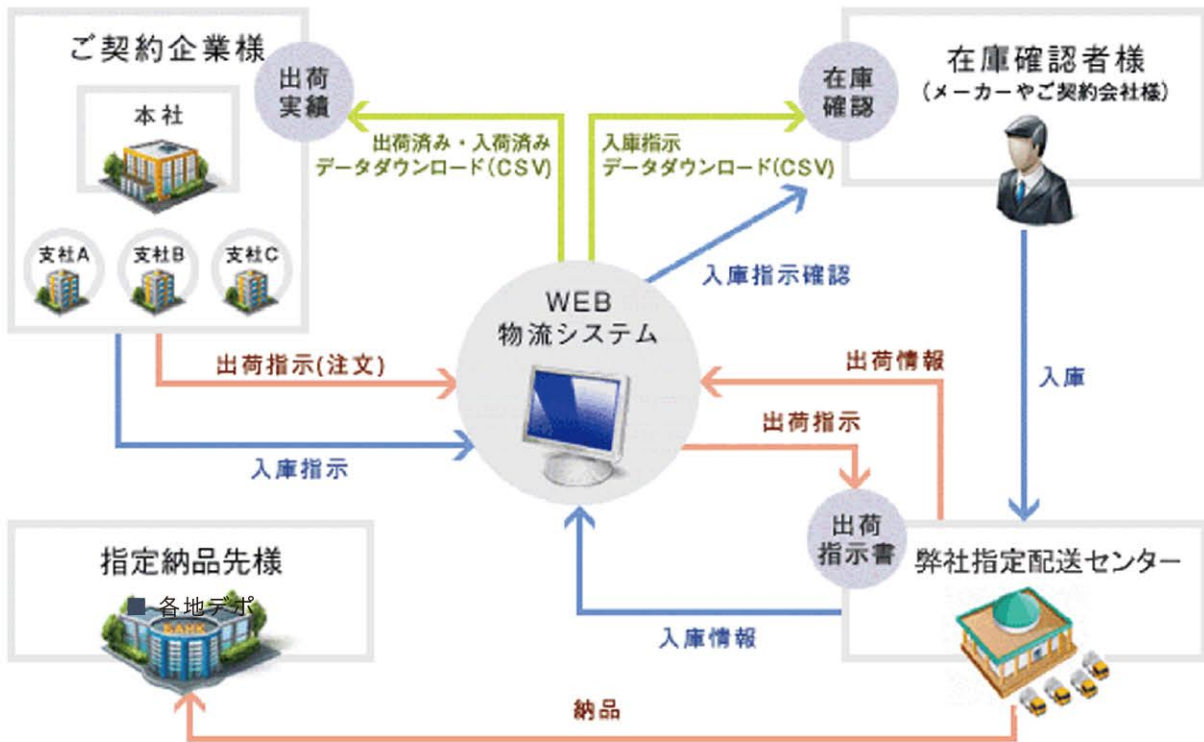 ご契約企業様
出荷
実績
本社
支社A
支社B
支社C
出荷済み・入荷済み
データダウンロード(CSV)
入庫指示
データダウンロード(CSV)
在庫
確認
在庫確認者様
(メーカーやご契約会社様)
入庫指示確認
WEB
物流システム
出荷指示(注文)
入庫指示
出荷情報
出荷指示
入庫
出荷
指示書
弊社指定配送センター
指定納品先様
■ 各地デポ
BANK
入庫情報
納品